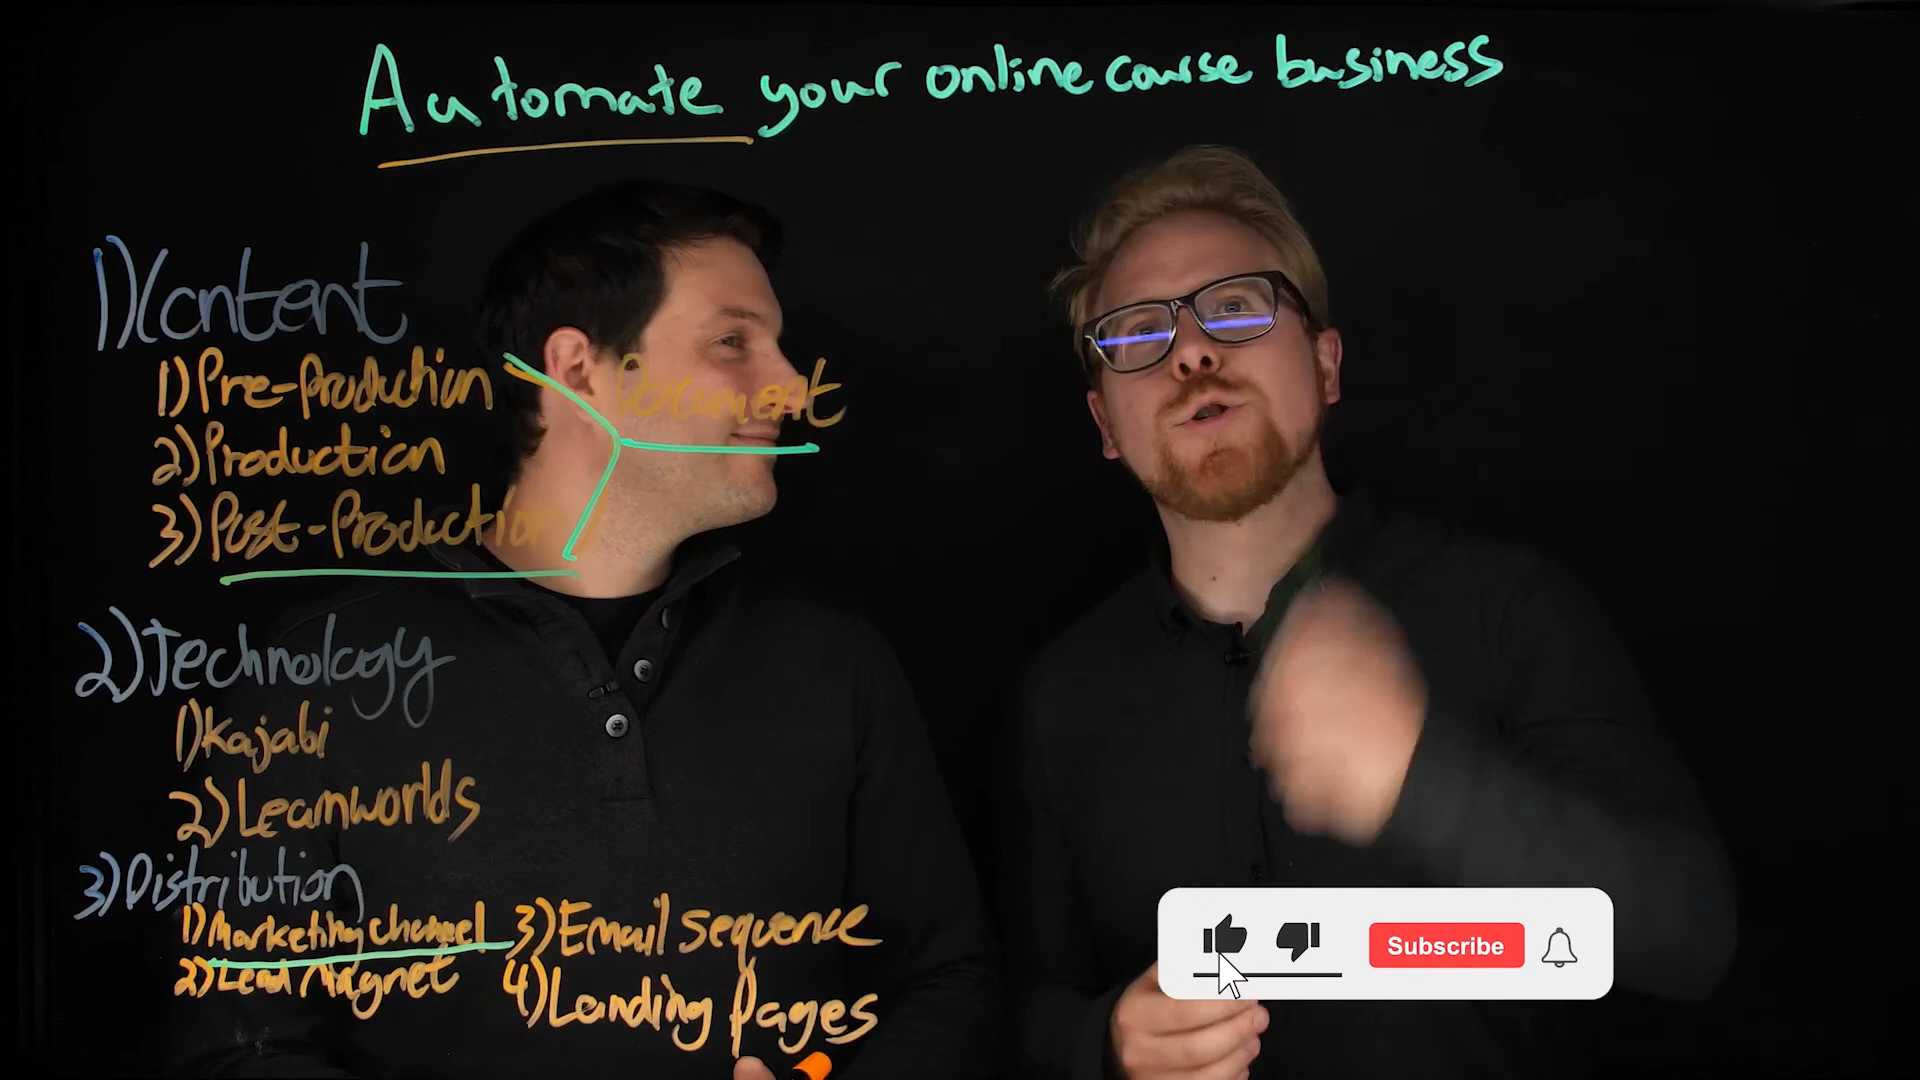 Automate your online course business
1) Content
1) Pre-Production
2) Production
3) Post-Production
Document
2) Technology
1) Kajabi
2) Learnworlds
3) Distribution
1) Marketing channel
2) Lead Magnet
3) Email sequence
4) Landing Pages
Subscribe